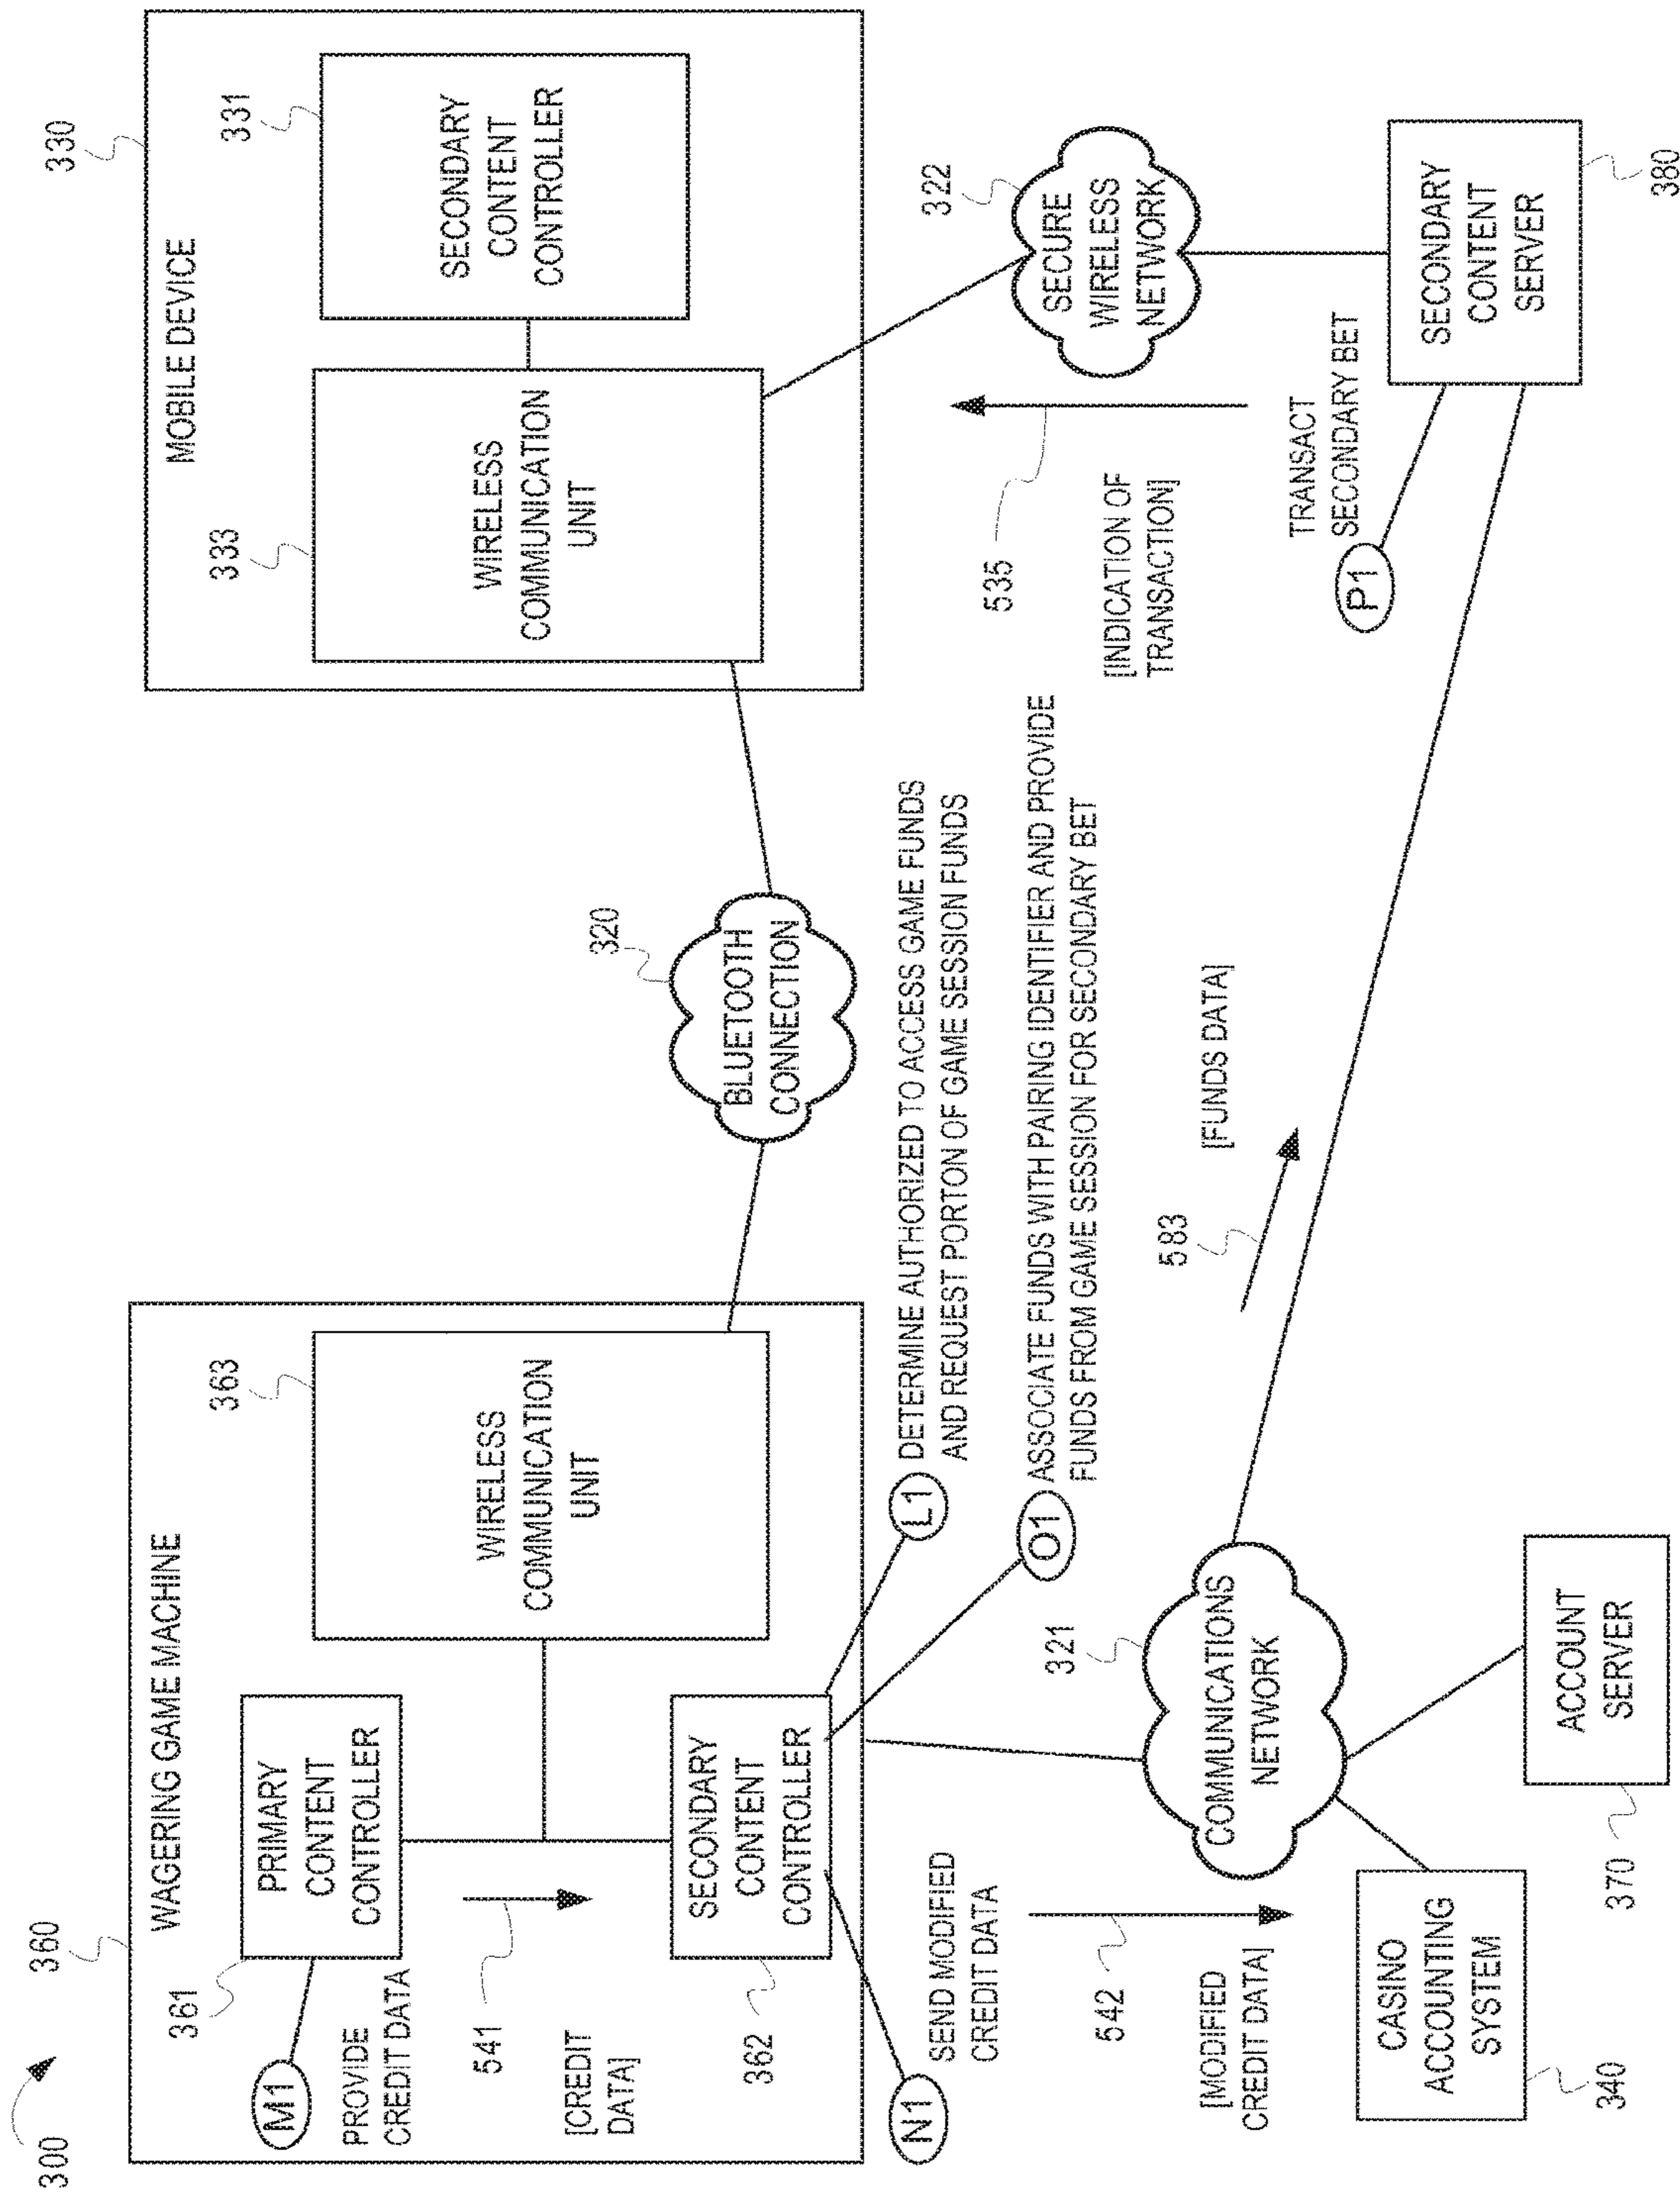 300
360
WAGERING GAME MACHINE
361
PRIMARY
CONTENT
CONTROLLER
M1
PROVIDE
CREDIT DATA
541
[CREDIT
DATA]
362
SECONDARY
CONTENT
CONTROLLER
363
WIRELESS
COMMUNICATION
UNIT
320
BLUETOOTH
CONNECTION
330
MOBILE DEVICE
333
WIRELESS
COMMUNICATION
UNIT
331
SECONDARY
CONTENT
CONTROLLER
N1
SEND MODIFIED
CREDIT DATA
542
[MODIFIED
CREDIT DATA]
L1
DETERMINE AUTHORIZED TO ACCESS GAME FUNDS
AND REQUEST PORTON OF GAME SESSION FUNDS
O1
ASSOCIATE FUNDS WITH PAIRING IDENTIFIER AND PROVIDE
FUNDS FROM GAME SESSION FOR SECONDARY BET
321
COMMUNICATIONS
NETWORK
583
[FUNDS DATA]
535
[INDICATION OF
TRANSACTION]
322
SECURE
WIRELESS
NETWORK
P1
TRANSACT
SECONDARY BET
340
CASINO
ACCOUNTING
SYSTEM
370
ACCOUNT
SERVER
SECONDARY
CONTENT
SERVER
380